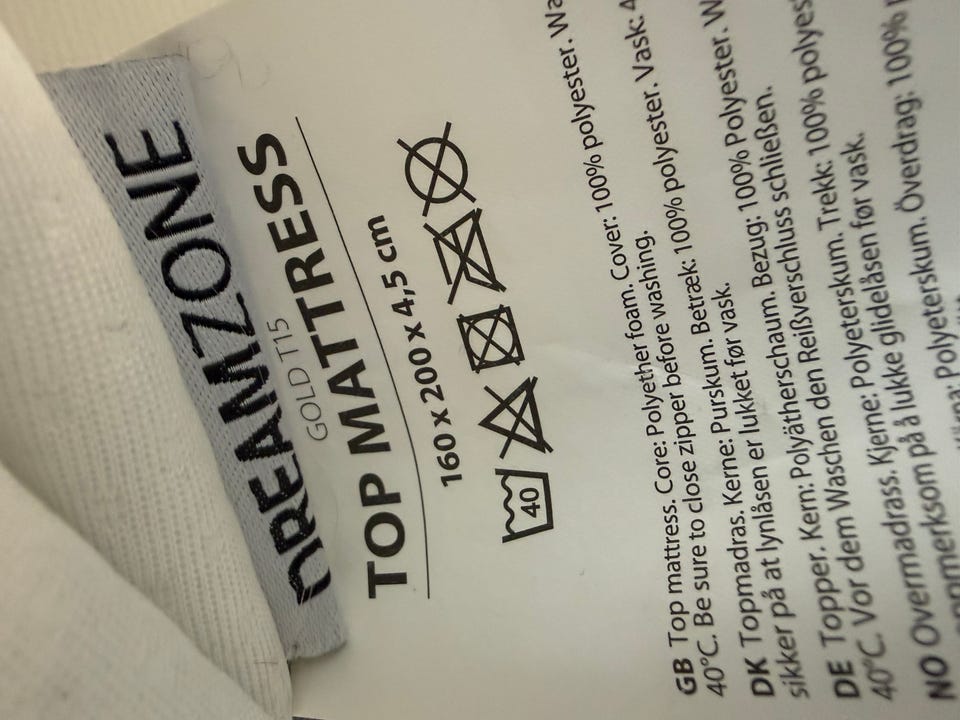 DREAMZONE
GOLD T15
TOP MATTRESS
160 x 200 x 4,5 cm
40
GB Top mattress. Core: Polyether foam. Cover: 100% polyester.
40°C. Be sure to close zipper before washing.
DK Topmadras. Kerne: Purskum. Betræk: 100% polyester. Vask: 4
sikker på at lynlåsen er lukket før vask.
DE Topper. Kern: Polyätherschaum. Bezug: 100% Polyester. W
40°C. Vor dem Waschen den Reißverschluss schließen.
NO Overmadrass. Kjerne: Polyeterskum. Trekk: 100% polyes
oppmerksom på å lukke glidelåsen før vask.
Polyeterskum. Överdrag: 100%